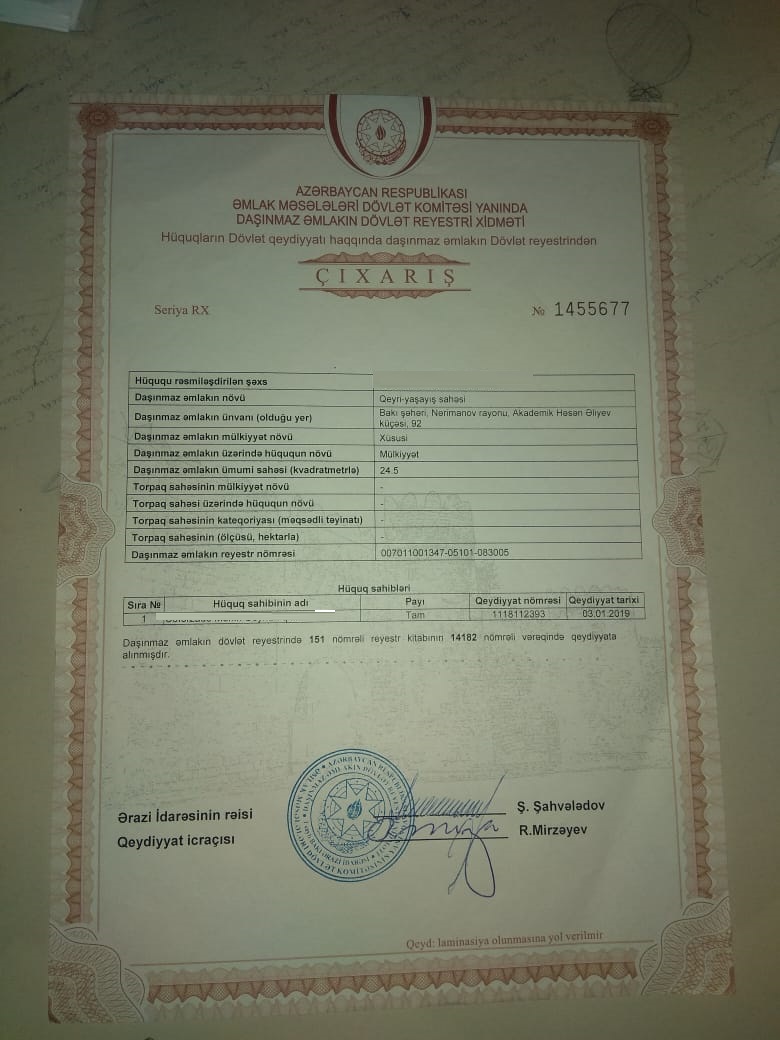 AZƏRBAYCAN RESPUBLİKASI
ƏMLAK MƏSƏLƏLƏRİ DÖVLƏT KOMİTƏSİ YANINDA
DAŞINMAZ ƏMLAKIN DÖVLƏT REYESTRİ XİDMƏTİ
Hüquqların Dövlət qeydiyyatı haqqında daşınmaz əmlakın Dövlət reyestrindən
ÇIXARIŞ
Seriya RX № 1455677
Hüququ rəsmiləşdirilən şəxs
Daşınmaz əmlakın növü Qeyri-yaşayış sahəsi
Daşınmaz əmlakın ünvanı (olduğu yer) Bakı şəhəri, Nərimanov rayonu, Akademik Həsən Əliyev
küçəsi, 92
Daşınmaz əmlakın mülkiyyət növü Xüsusi
Daşınmaz əmlakın üzərində hüququn növü Mülkiyyət
Daşınmaz əmlakın ümumi sahəsi (kvadratmetrlə) 24.5
Torpaq sahəsinin mülkiyyət növü -
Torpaq sahəsi üzərində hüququn növü -
Torpaq sahəsinin kateqoriyası (məqsədli təyinatı) -
Torpaq sahəsinin (ölçüsü, hektarla) -
Daşınmaz əmlakın reyestr nömrəsi 007011001347-05101-083005
Hüquq sahibləri
Sıra № Hüquq sahibinin adı Payı Qeydiyyat nömrəsi Qeydiyyat tarixi
1 Tam 1118112393 03.01.2019
Daşınmaz əmlakın dövlət reyestrində 151 nömrəli reyestr kitabının 14182 nömrəli vərəqində qeydiyyata
alınmışdır.
Ərazi İdarəsinin rəisi Ş. Şahvələdov
Qeydiyyat icraçısı R.Mirzəyev
Qeyd: laminasiya olunmasına yol verilmir